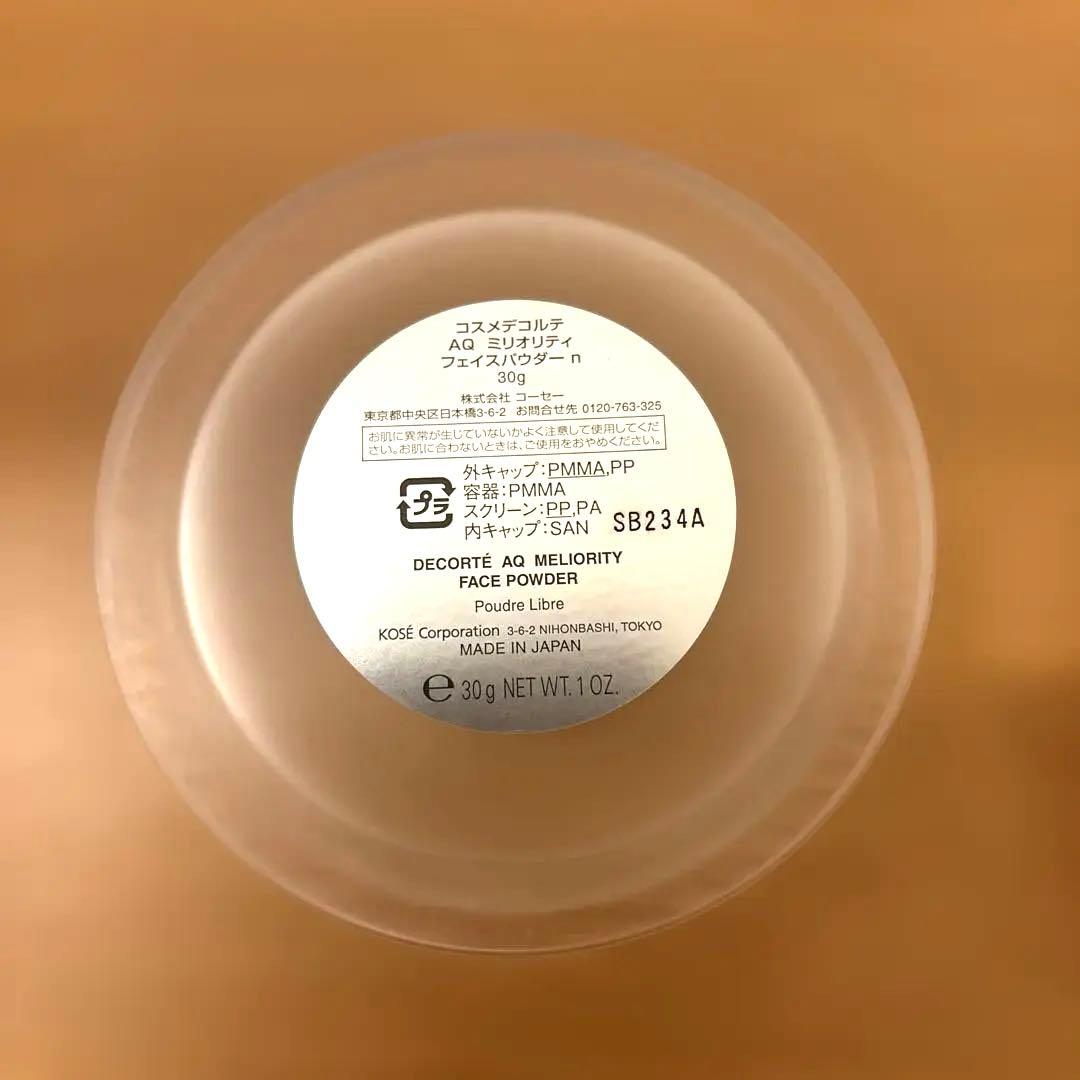 コスメデコルテ
AQ ミリオリティ
フェイスパウダー n
30g
株式会社 コーセー
東京都中央区日本橋3-6-2 お問合せ先 0120-763-325
お肌に異常が生じていないかよく注意して使用してくだ
さい。お肌に合わないときは、ご使用をおやめください。
プラ
外キャップ:PMMA,PP
容器:PMMA
スクリーン:PP,PA
内キャップ:SAN
SB234A
DECORTÉ AQ MELIORITY
FACE POWDER
Poudre Libre
KOSÉ Corporation 3-6-2 NIHONBASHI, TOKYO
MADE IN JAPAN
℮ 30g NET WT. 1 OZ.